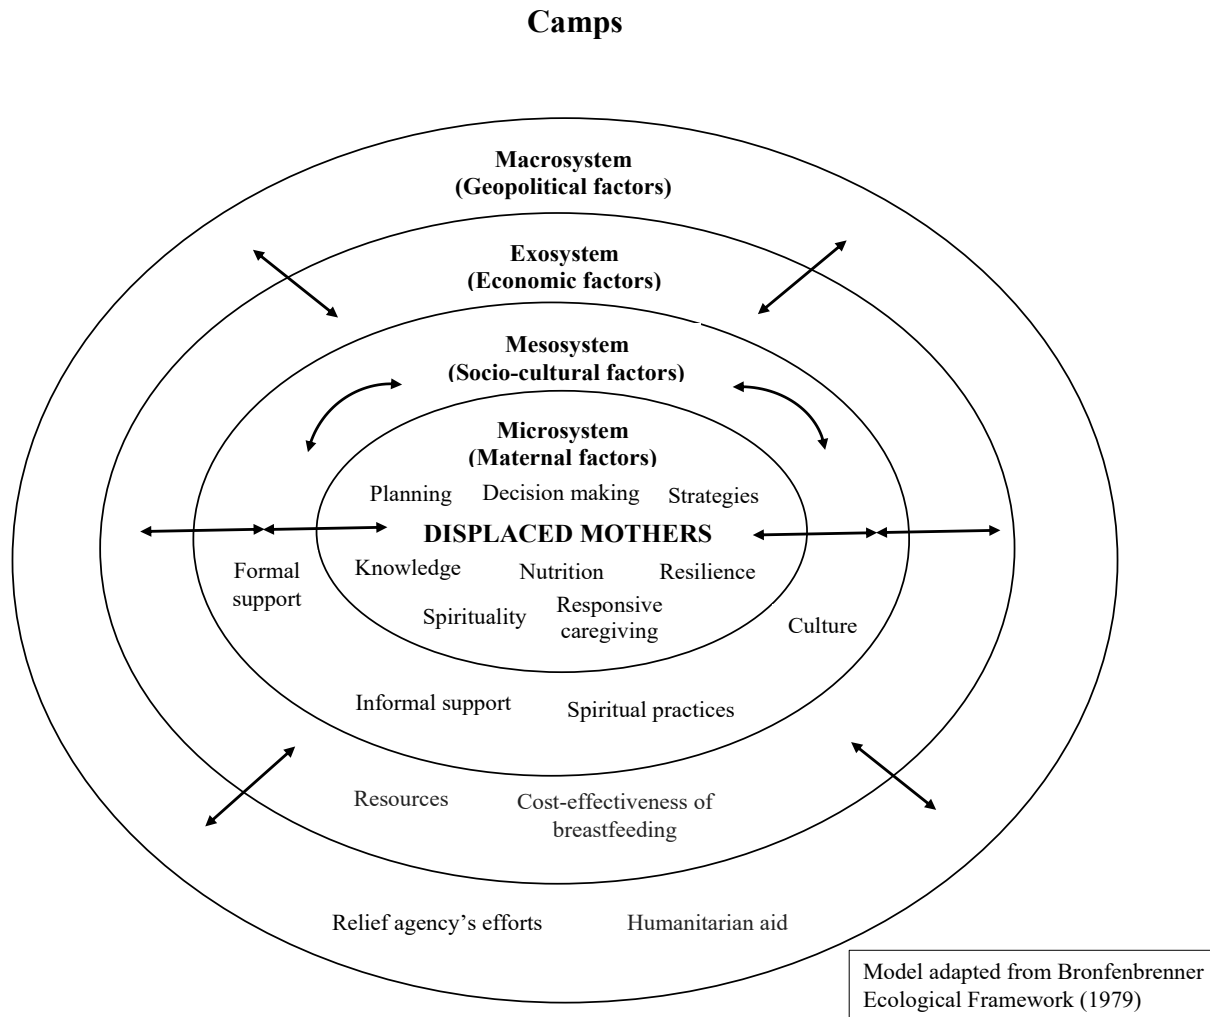 Camps
Macrosystem
(Geopolitical factors)
Exosystem
(Economic factors)
Mesosystem
(Socio-cultural factors)
Microsystem
(Maternal factors)
Planning
Decision making
Strategies
DISPLACED MOTHERS
Knowledge
Nutrition
Resilience
Spirituality
Responsive
caregiving
Formal
support
Culture
Informal support
Spiritual practices
Resources
Cost-effectiveness of
breastfeeding
Relief agency’s efforts
Humanitarian aid
Model adapted from Bronfenbrenner
Ecological Framework (1979)